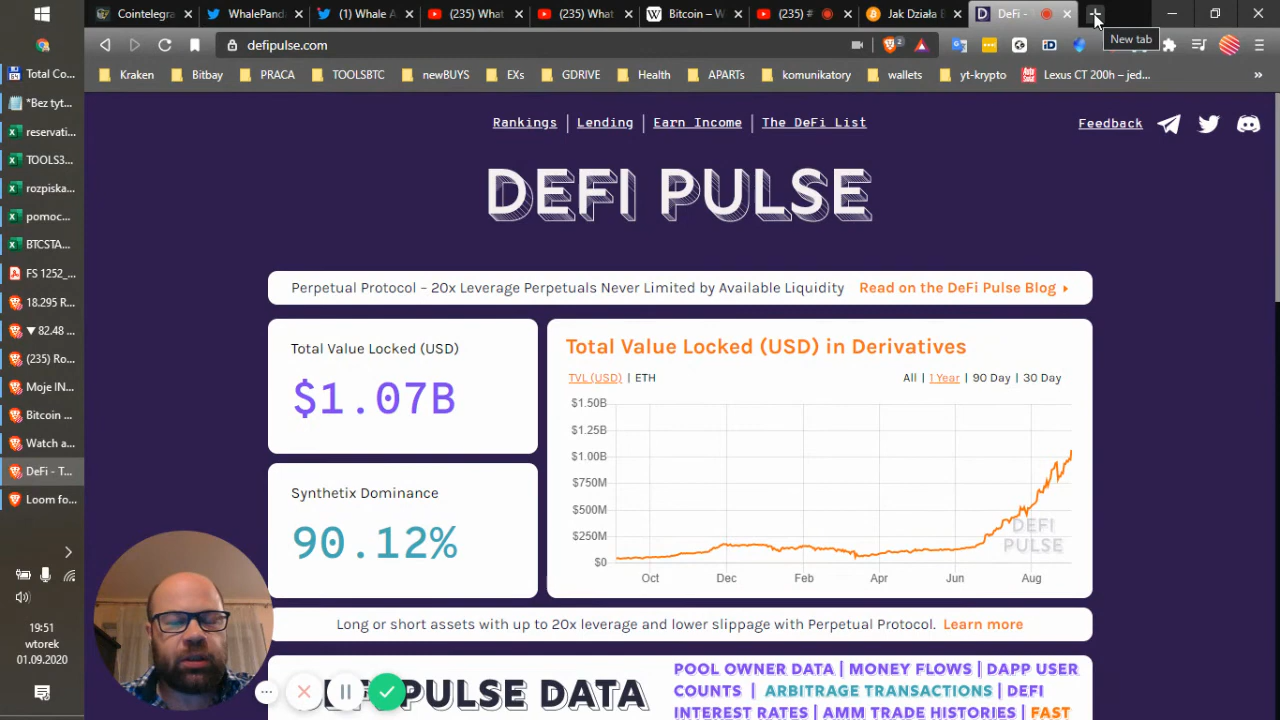 Cointelegra
WhalePand
(1) Whale A
(235) What
(235) What
Bitcoin – W
(235) #
Jak Działa B
DeFi -
New tab
defipulse.com
2
Kraken
Bitbay
PRACA
TOOLSBTC
newBUYS
EXs
GDRIVE
Health
APARTs
komunikatory
wallets
yt-krypto
Lexus CT 200h – jed...
Total Co...
*Bez tyt...
reservati...
TOOLS3...
rozpiska...
pomoc...
BTCSTA...
FS 1252_...
18.295 R...
▼ 82.48 ...
(235) Ro...
Moje IN...
Bitcoin ...
Watch a...
DeFi - T...
Loom fo...
19:51
wtorek
01.09.2020
Rankings | Lending | Earn Income | The DeFi List
Feedback
DEFI PULSE
Perpetual Protocol – 20x Leverage Perpetuals Never Limited by Available Liquidity Read on the DeFi Pulse Blog
Total Value Locked (USD)
$1.07B
Synthetix Dominance
90.12%
Total Value Locked (USD) in Derivatives
TVL (USD) | ETH
All | 1 Year | 90 Day | 30 Day
$1.50B
$1.25B
$1.00B
$750M
$500M
$250M
$0
Oct Dec Feb Apr Jun Aug
DEFI
PULSE
Long or short assets with up to 20x leverage and lower slippage with Perpetual Protocol. Learn more
PULSE DATA
POOL OWNER DATA | MONEY FLOWS | DAPP USER
COUNTS | ARBITRAGE TRANSACTIONS | DEFI
INTEREST RATES | AMM TRADE HISTORIES | FAST